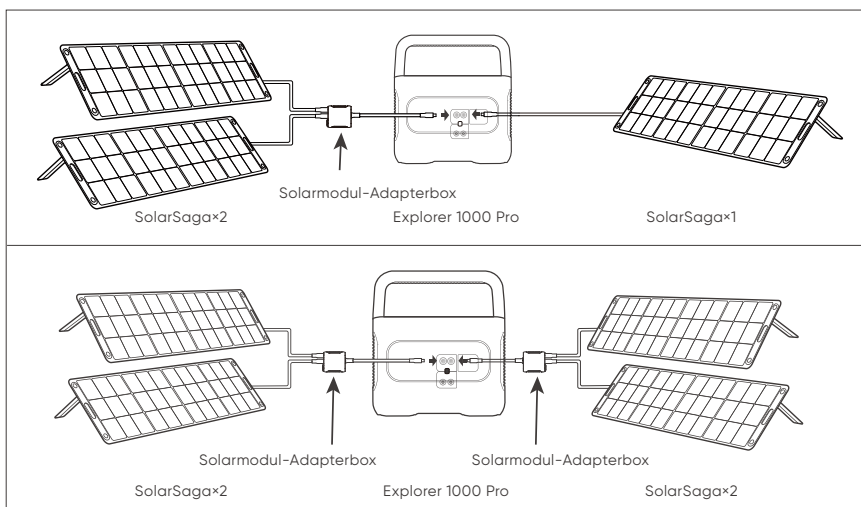 Solarmodul-Adapterbox
SolarSaga×2 Explorer 1000 Pro SolarSaga×1
Solarmodul-Adapterbox Solarmodul-Adapterbox
SolarSaga×2 Explorer 1000 Pro SolarSaga×2